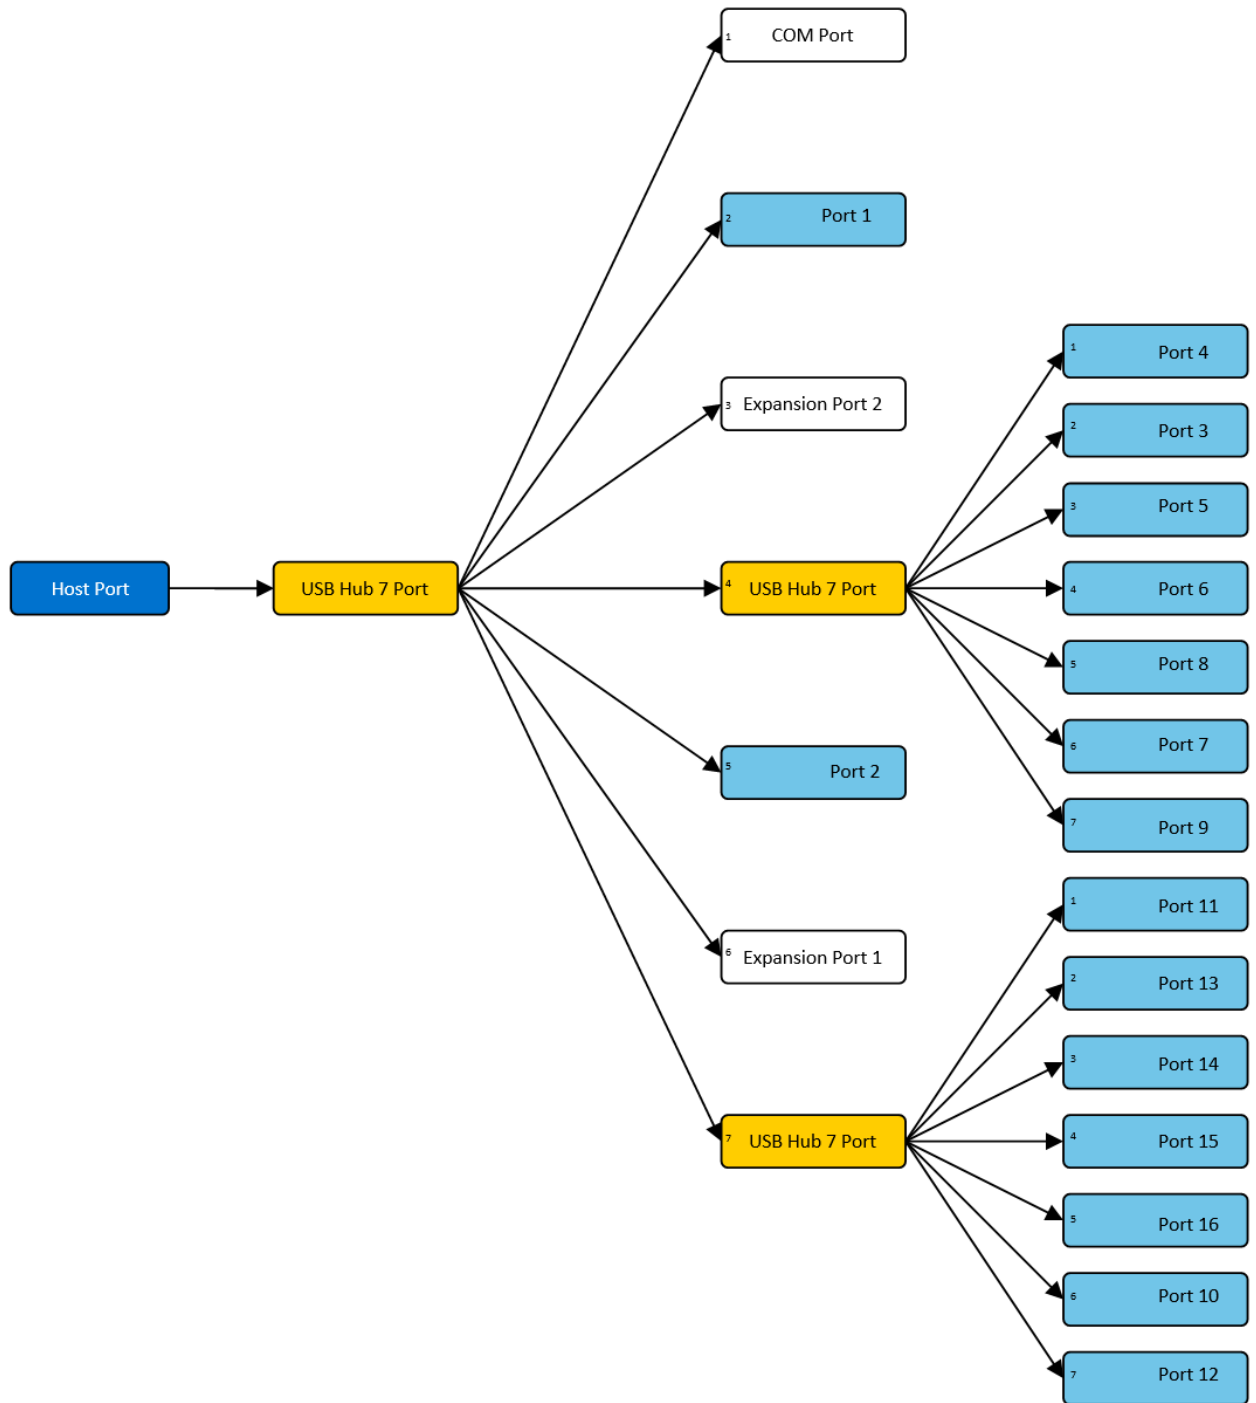 Host Port
USB Hub 7 Port
1 COM Port
2 Port 1
3 Expansion Port 2
4 USB Hub 7 Port
5 Port 2
6 Expansion Port 1
7 USB Hub 7 Port
1 Port 4
2 Port 3
3 Port 5
4 Port 6
5 Port 8
6 Port 7
7 Port 9
1 Port 11
2 Port 13
3 Port 14
4 Port 15
5 Port 16
6 Port 10
7 Port 12